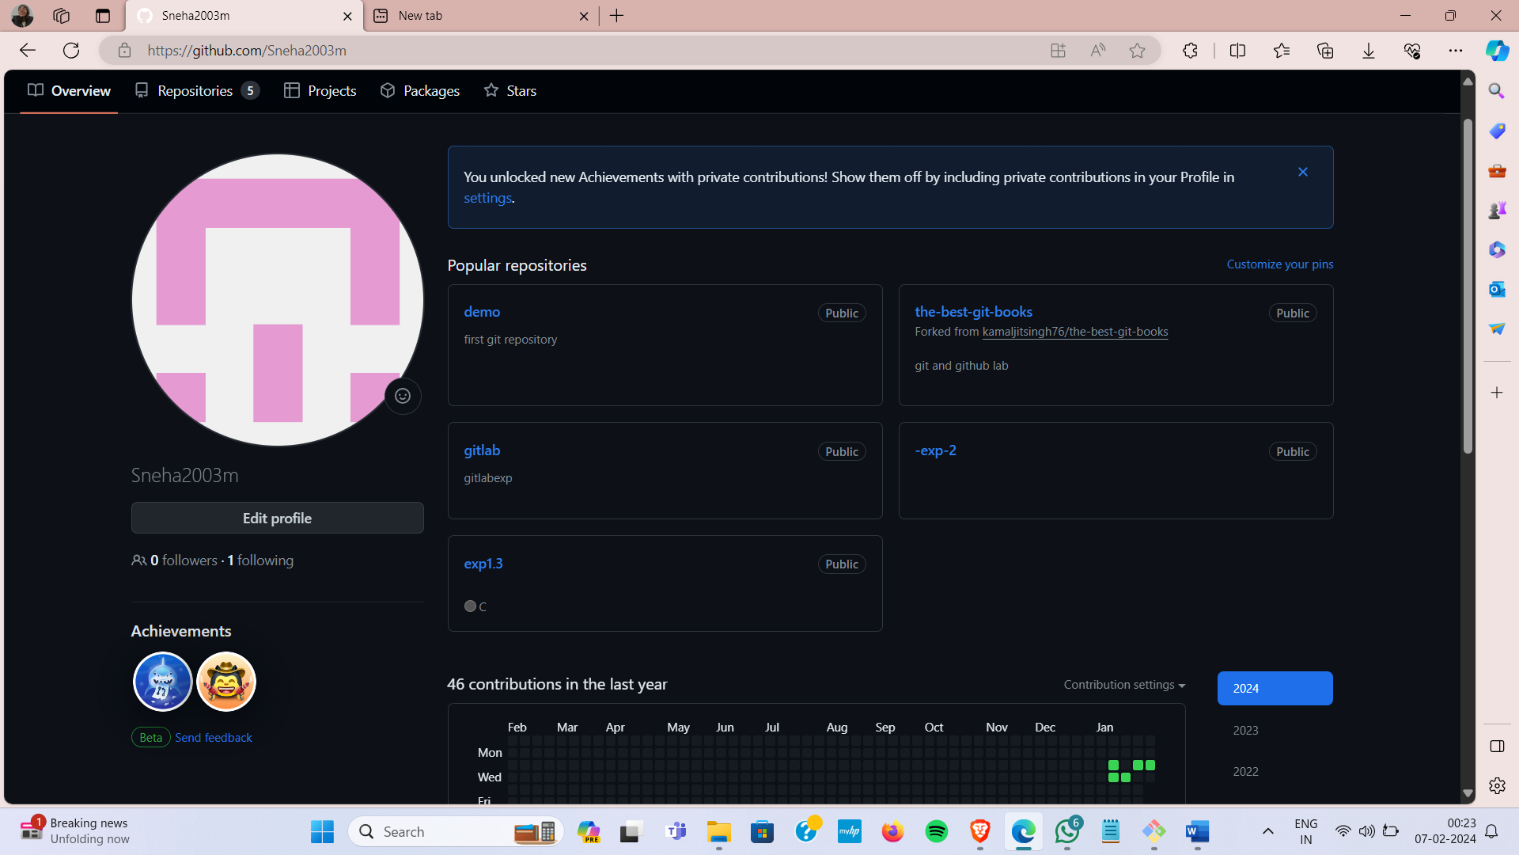 Sneha2003m
New tab
https://github.com/Sneha2003m
Overview
Repositories 5
Projects
Packages
Stars
You unlocked new Achievements with private contributions! Show them off by including private contributions in your Profile in
settings.
Popular repositories
Customize your pins
demo
Public
first git repository
the-best-git-books
Public
Forked from kamaljitsingh76/the-best-git-books
git and github lab
gitlab
Public
gitlabexp
-exp-2
Public
exp1.3
Public
C
Sneha2003m
Edit profile
0 followers · 1 following
Achievements
Beta Send feedback
46 contributions in the last year
Contribution settings
2024
2023
2022
Feb Mar Apr May Jun Jul Aug Sep Oct Nov Dec Jan
Mon
Wed
Fri
1
Breaking news
Unfolding now
Search
PRE
myhp
6
ENG
IN
00:23
07-02-2024